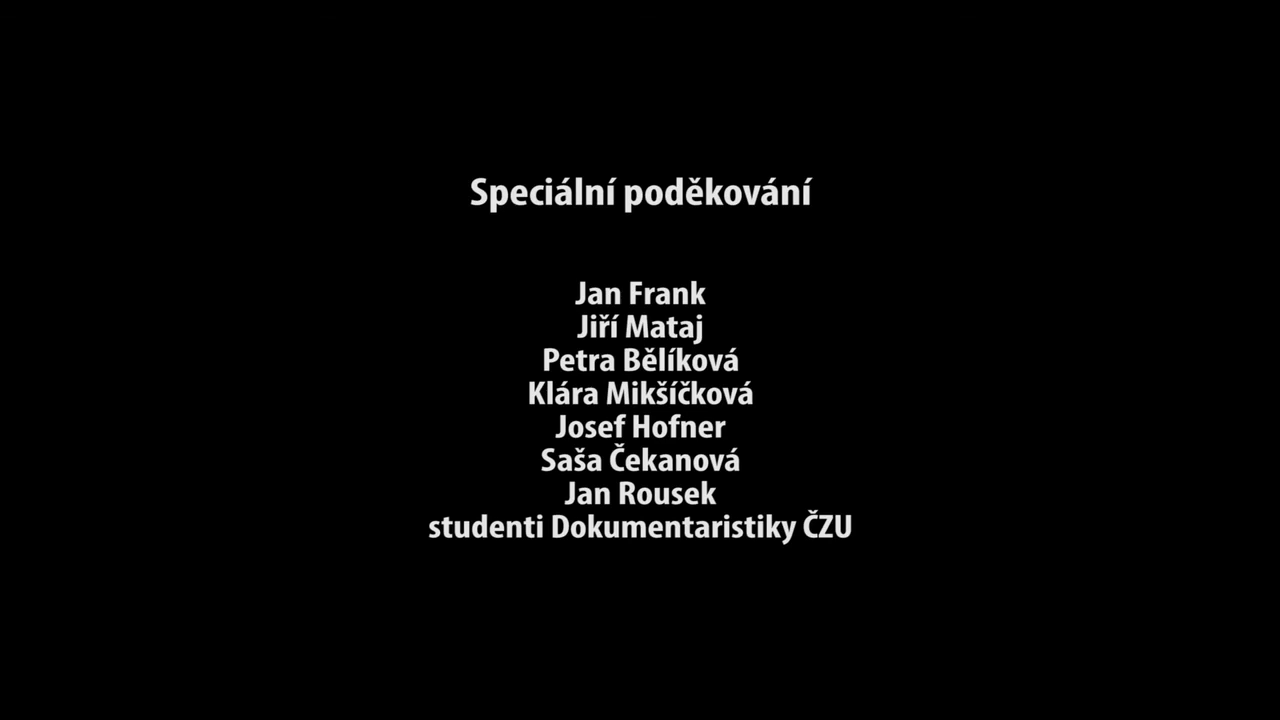 Speciální poděkování
Jan Frank
Jiří Mataj
Petra Bělíková
Klára Mikšíčková
Josef Hofner
Saša Čekanová
Jan Rousek
studenti Dokumentaristiky ČZU